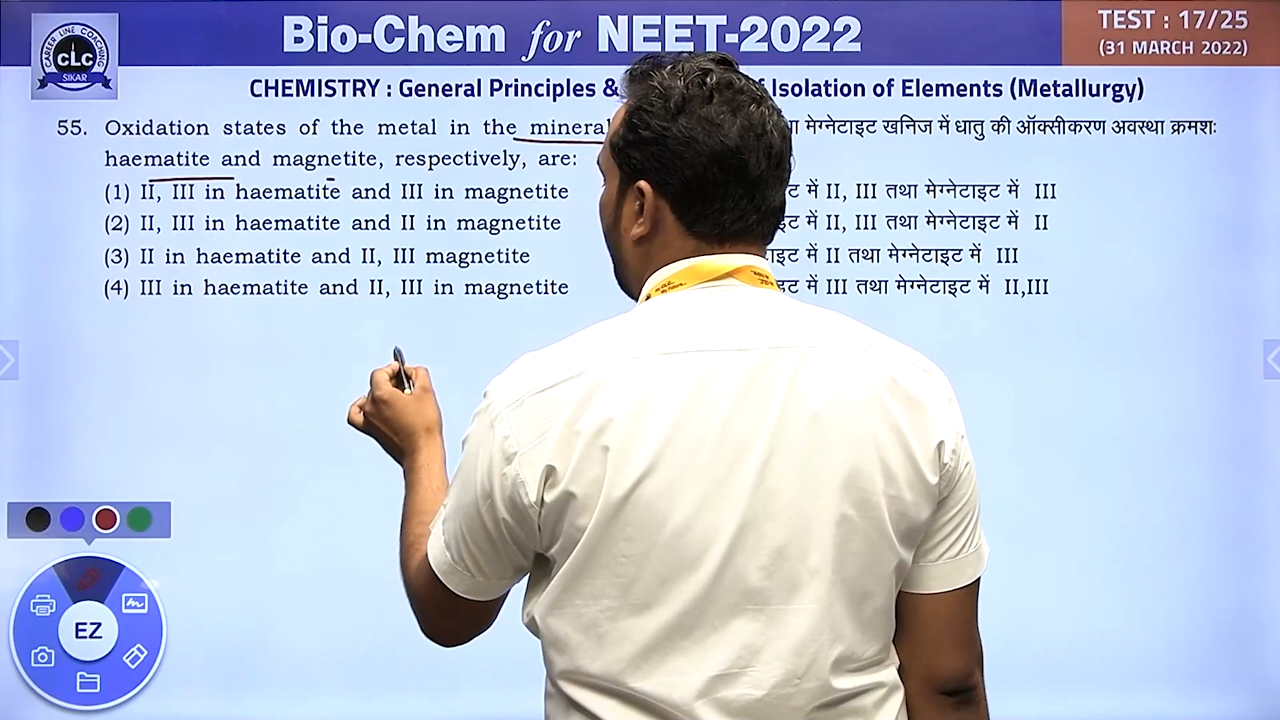 Bio-Chem for NEET-2022
TEST : 17/25
(31 MARCH 2022)
CAREER LINE COACHING
CLC
SIKAR
CHEMISTRY : General Principles & Isolation of Elements (Metallurgy)
55. Oxidation states of the metal in the mineral
haematite and magnetite, respectively, are:
(1) II, III in haematite and III in magnetite
(2) II, III in haematite and II in magnetite
(3) II in haematite and II, III magnetite
(4) III in haematite and II, III in magnetite
मेग्नेटाइट खनिज में धातु की ऑक्सीकरण अवस्था क्रमशः
में II, III तथा मेग्नेटाइट में III
में II, III तथा मेग्नेटाइट में II
में II तथा मेग्नेटाइट में III
में III तथा मेग्नेटाइट में II,III
EZ